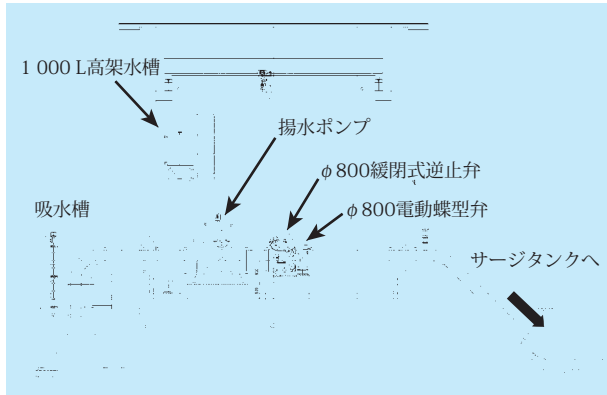 1 000 L高架水槽
揚水ポンプ
φ800緩閉式逆止弁
吸水槽
φ800電動蝶型弁
サージタンクへ